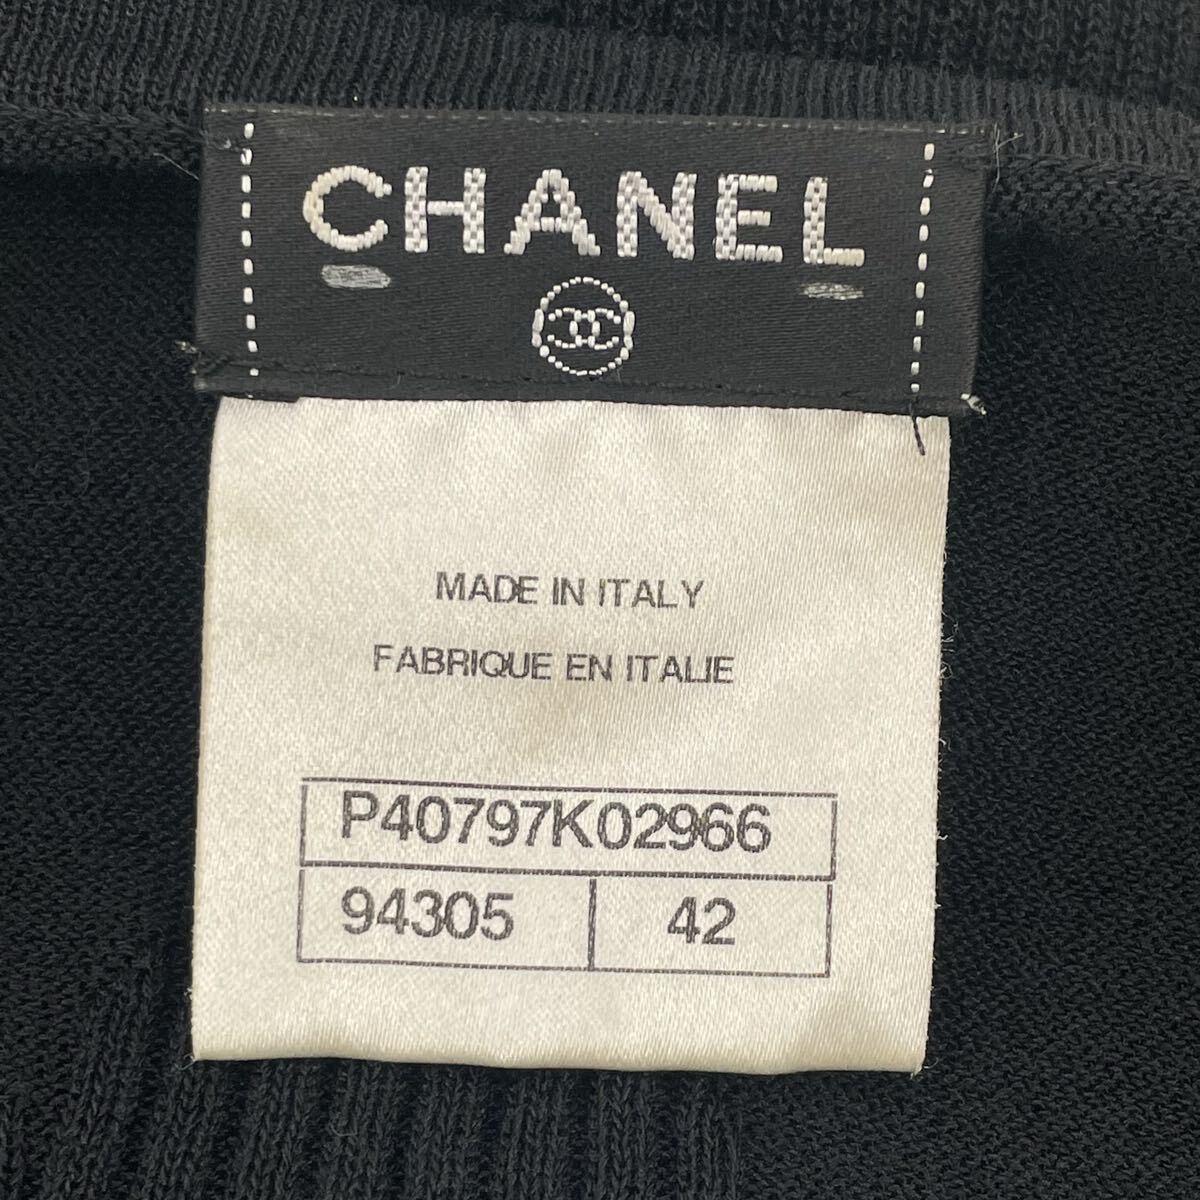 CHANEL
MADE IN ITALY
FABRIQUE EN ITALIE
P40797K02966
94305 42